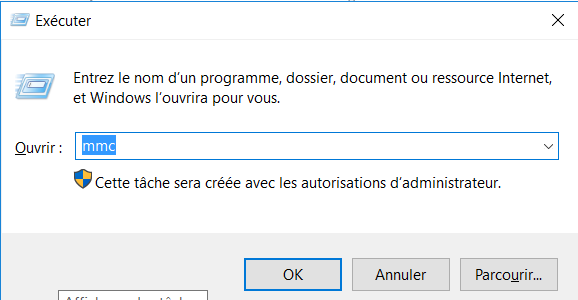 Exécuter
Entrez le nom d'un programme, dossier, document ou ressource Internet,
et Windows l'ouvrira pour vous.
Ouvrir : mmc
Cette tâche sera créée avec les autorisations d'administrateur.
OK Annuler Parcourir...